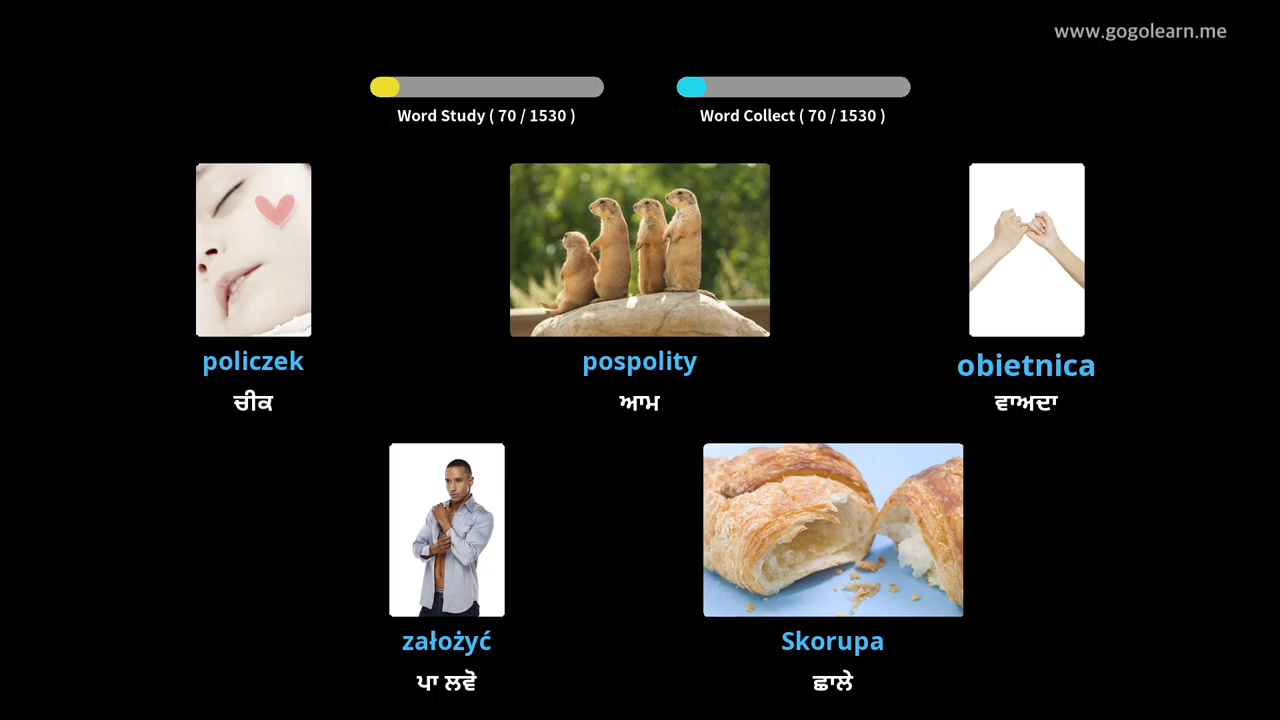 www.gogolearn.me
Word Study ( 70 / 1530 )
Word Collect ( 70 / 1530 )
policzek
ਚੀਕ
pospolity
ਆਮ
obietnica
ਵਾਅਦਾ
założyć
ਪਾ ਲਵੋ
Skorupa
ਛਾਲੇ